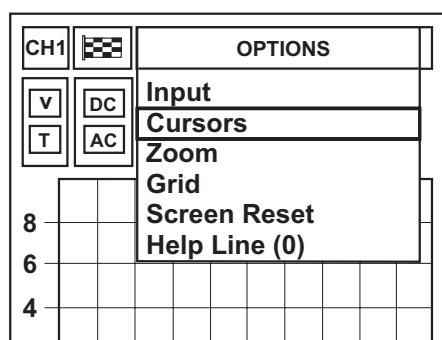 CH1 OPTIONS
V DC Input
Cursors
T AC
Zoom
Grid
8 Screen Reset
Help Line (0)
6
4